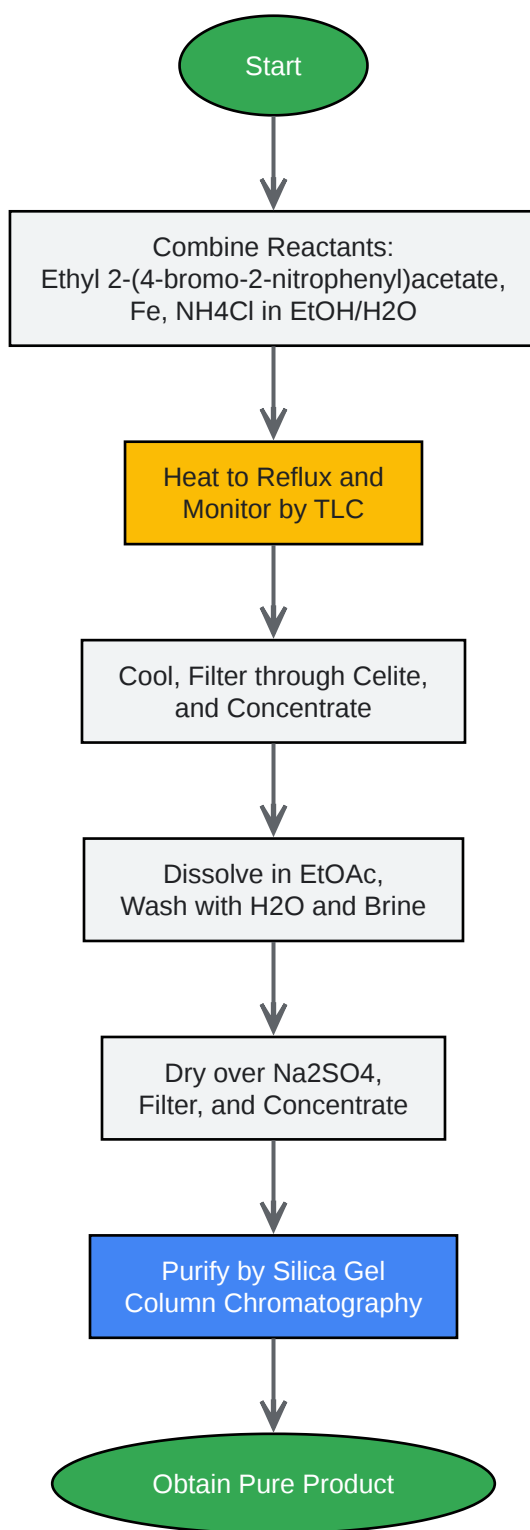 Start
Combine Reactants:
Ethyl 2-(4-bromo-2-nitrophenyl)acetate,
Fe, NH4Cl in EtOH/H2O
Heat to Reflux and
Monitor by TLC
Cool, Filter through Celite,
and Concentrate
Dissolve in EtOAc,
Wash with H2O and Brine
Dry over Na2SO4,
Filter, and Concentrate
Purify by Silica Gel
Column Chromatography
Obtain Pure Product